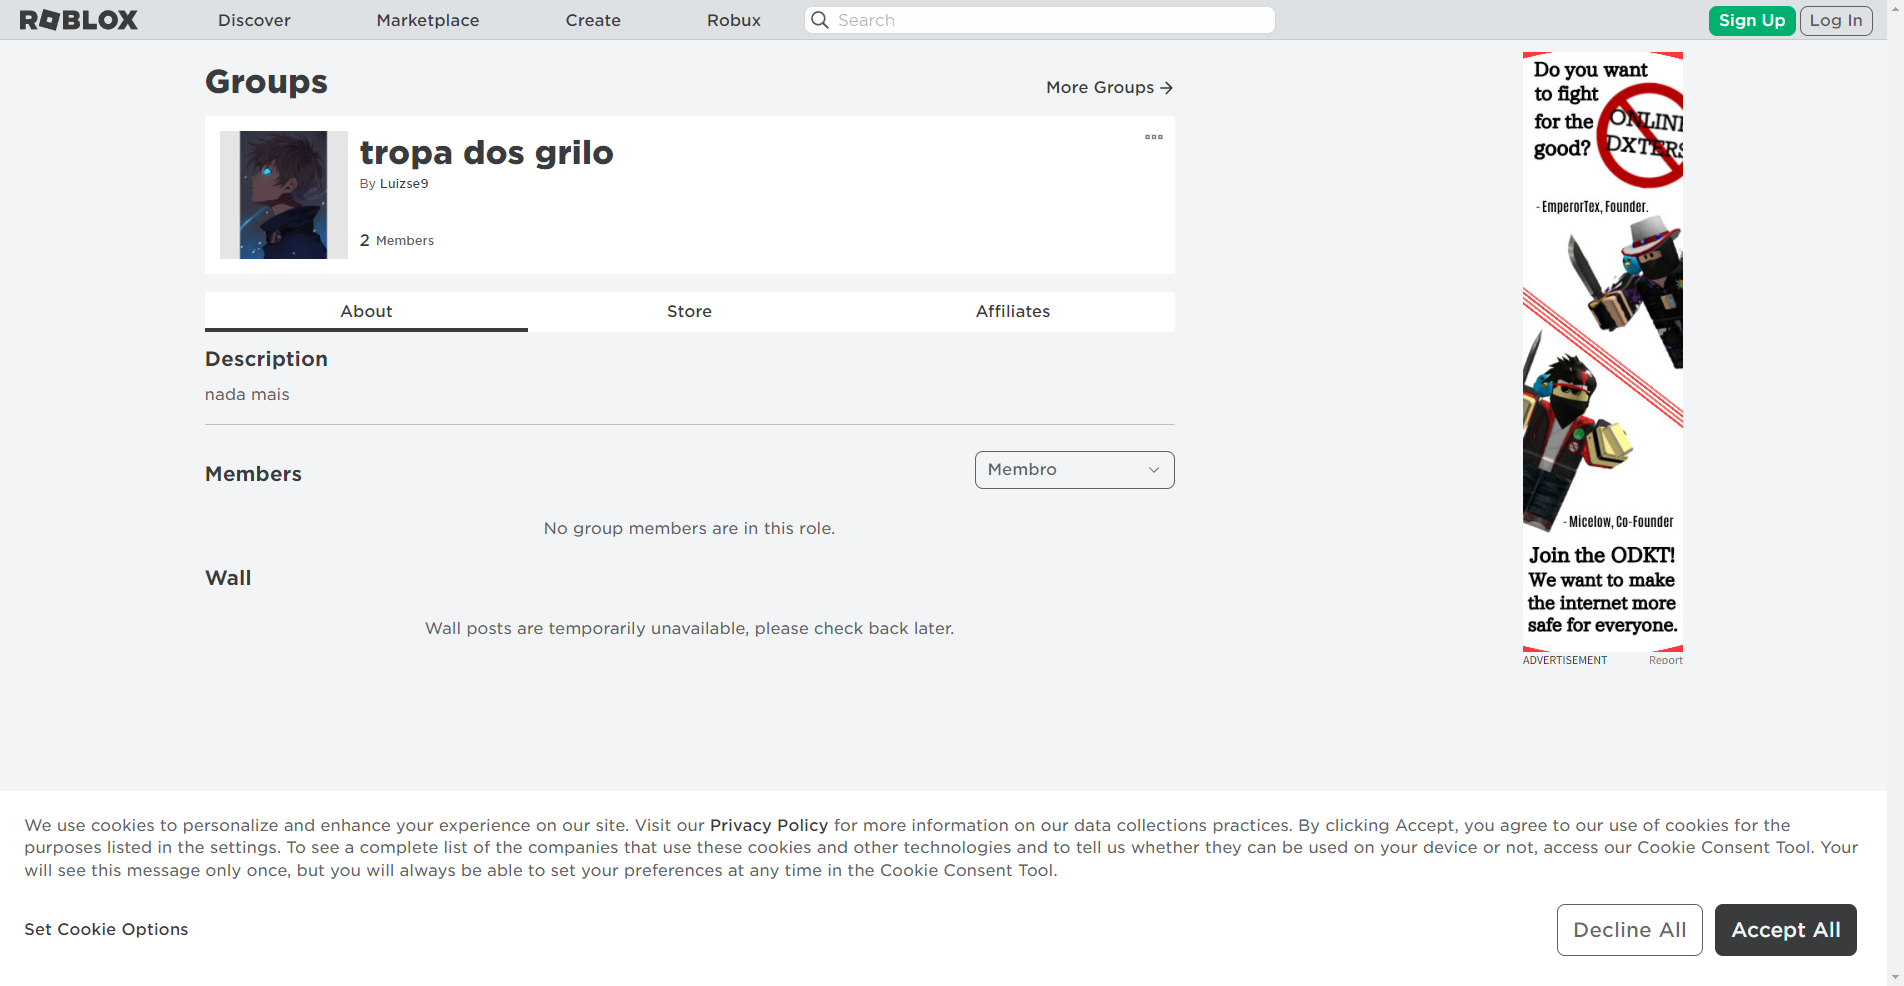 ROBLOX
Discover
Marketplace
Create
Robux
Search
Sign Up
Log In
Groups
More Groups
tropa dos grilo
By Luizse9
2 Members
About
Store
Affiliates
Description
nada mais
Members
Membro
No group members are in this role.
Wall
Wall posts are temporarily unavailable, please check back later.
Do you want
to fight
for the
good?
ONLINE
DXTERS
- EmperorTex, Founder.
- Micelow, Co-Founder
Join the ODKT!
We want to make
the internet more
safe for everyone.
ADVERTISEMENT
Report
We use cookies to personalize and enhance your experience on our site. Visit our Privacy Policy for more information on our data collections practices. By clicking Accept, you agree to our use of cookies for the
purposes listed in the settings. To see a complete list of the companies that use these cookies and other technologies and to tell us whether they can be used on your device or not, access our Cookie Consent Tool. Your
will see this message only once, but you will always be able to set your preferences at any time in the Cookie Consent Tool.
Set Cookie Options
Decline All
Accept All